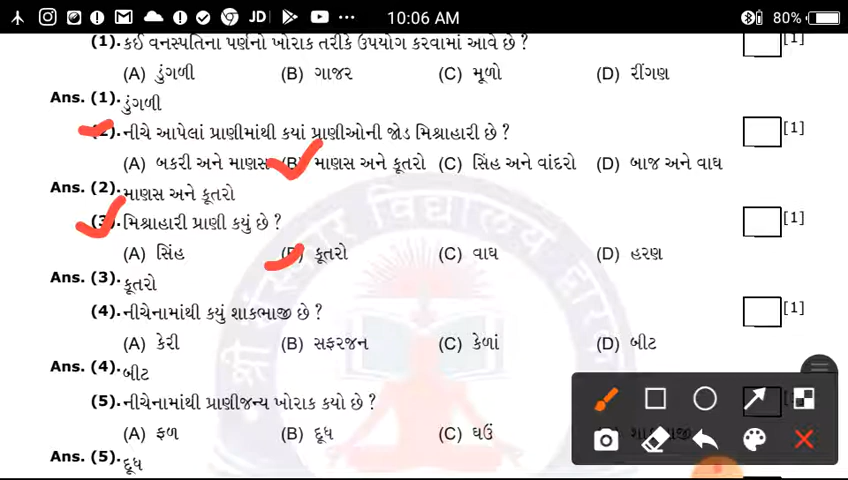 JD 10:06 AM 80%
(1). કઈ વનસ્પતિના પર્ણનો ખોરાક તરીકે ઉપયોગ કરવામાં આવે છે ? [1]
(A) ડુંગળી (B) ગાજર (C) મૂળો (D) રીંગણ
Ans. (1). ડુંગળી
(2). નીચે આપેલાં પ્રાણીમાંથી કયાં પ્રાણીઓની જોડ મિશ્રાહારી છે ? [1]
(A) બકરી અને માણસ (B) માણસ અને કૂતરો (C) સિંહ અને વાંદરો (D) બાજ અને વાઘ
Ans. (2). માણસ અને કૂતરો
(3). મિશ્રાહારી પ્રાણી કયું છે ? [1]
(A) સિંહ (B) કૂતરો (C) વાઘ (D) હરણ
Ans. (3). કૂતરો
(4). નીચેનામાંથી કયું શાકભાજી છે ? [1]
(A) કેરી (B) સફરજન (C) કેળાં (D) બીટ
Ans. (4). બીટ
(5). નીચેનામાંથી પ્રાણીજન્ય ખોરાક કયો છે ?
(A) ફળ (B) દૂધ (C) ઘઉં
Ans. (5). દૂધ